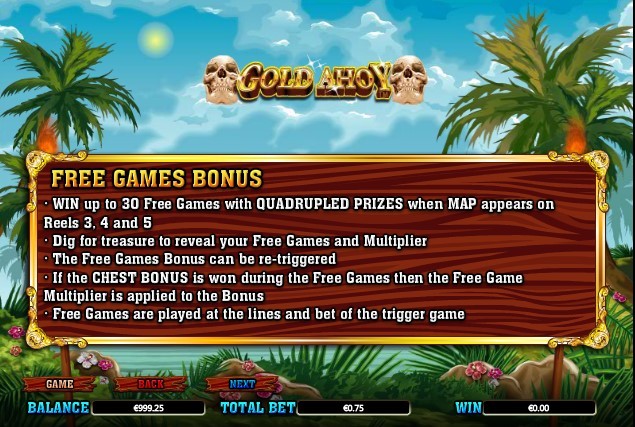 GOLD AHOY
FREE GAMES BONUS
· WIN up to 30 Free Games with QUADRUPLED PRIZES when MAP appears on
Reels 3, 4 and 5
· Dig for treasure to reveal your Free Games and Multiplier
· The Free Games Bonus can be re-triggered
· If the CHEST BONUS is won during the Free Games then the Free Game
Multiplier is applied to the Bonus
· Free Games are played at the lines and bet of the trigger game
GAME BACK NEXT
BALANCE €999.25 TOTAL BET €0.75 WIN €0.00